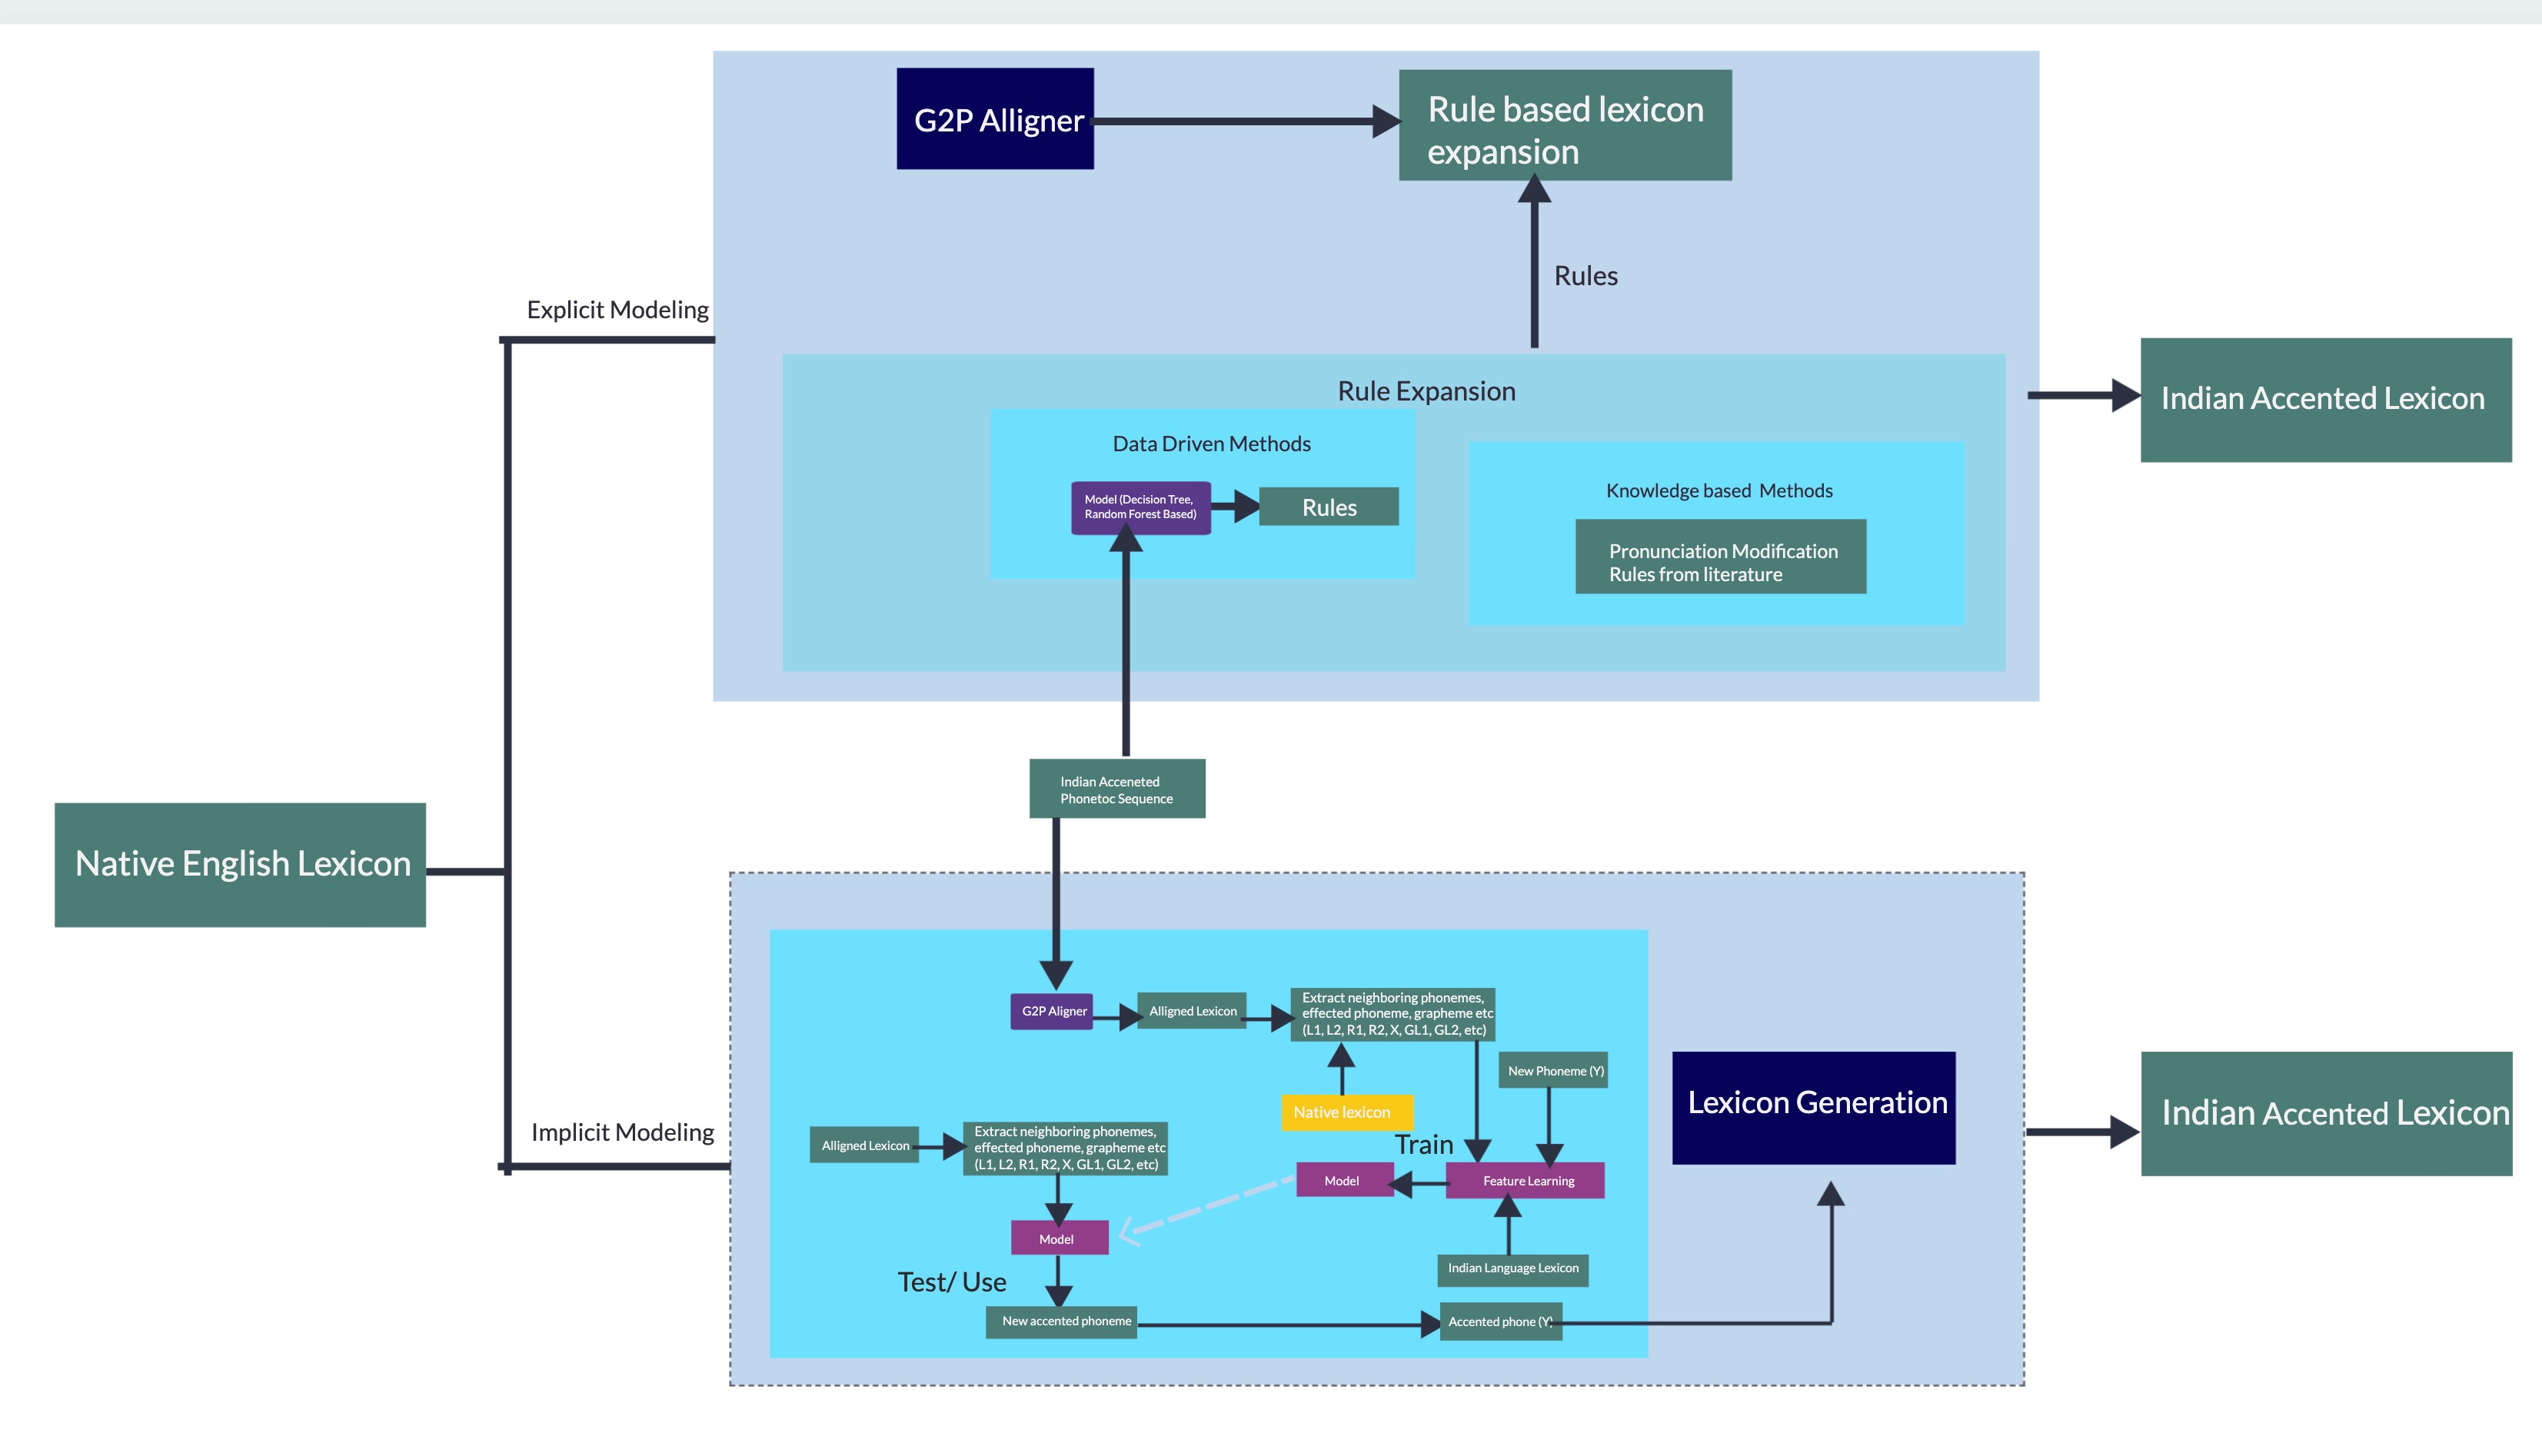 G2P Alligner
Rule based lexicon
expansion
Rules
Explicit Modeling
Rule Expansion
Indian Accented Lexicon
Data Driven Methods
Model (Decision Tree,
Random Forest Based)
Rules
Knowledge based Methods
Pronunciation Modification
Rules from literature
Indian Acceneted
Phonetoc Sequence
Native English Lexicon
G2P Aligner
Alligned Lexicon
Extract neighboring phonemes,
effected phoneme, grapheme etc
(L1, L2, R1, R2, X, GL1, GL2, etc)
New Phoneme (Y)
Native lexicon
Lexicon Generation
Indian Accented Lexicon
Implicit Modeling
Alligned Lexicon
Extract neighboring phonemes,
effected phoneme, grapheme etc
(L1, L2, R1, R2, X, GL1, GL2, etc)
Train
Model
Feature Learning
Model
Indian Language Lexicon
Test/ Use
New accented phoneme
Accented phone (Y)